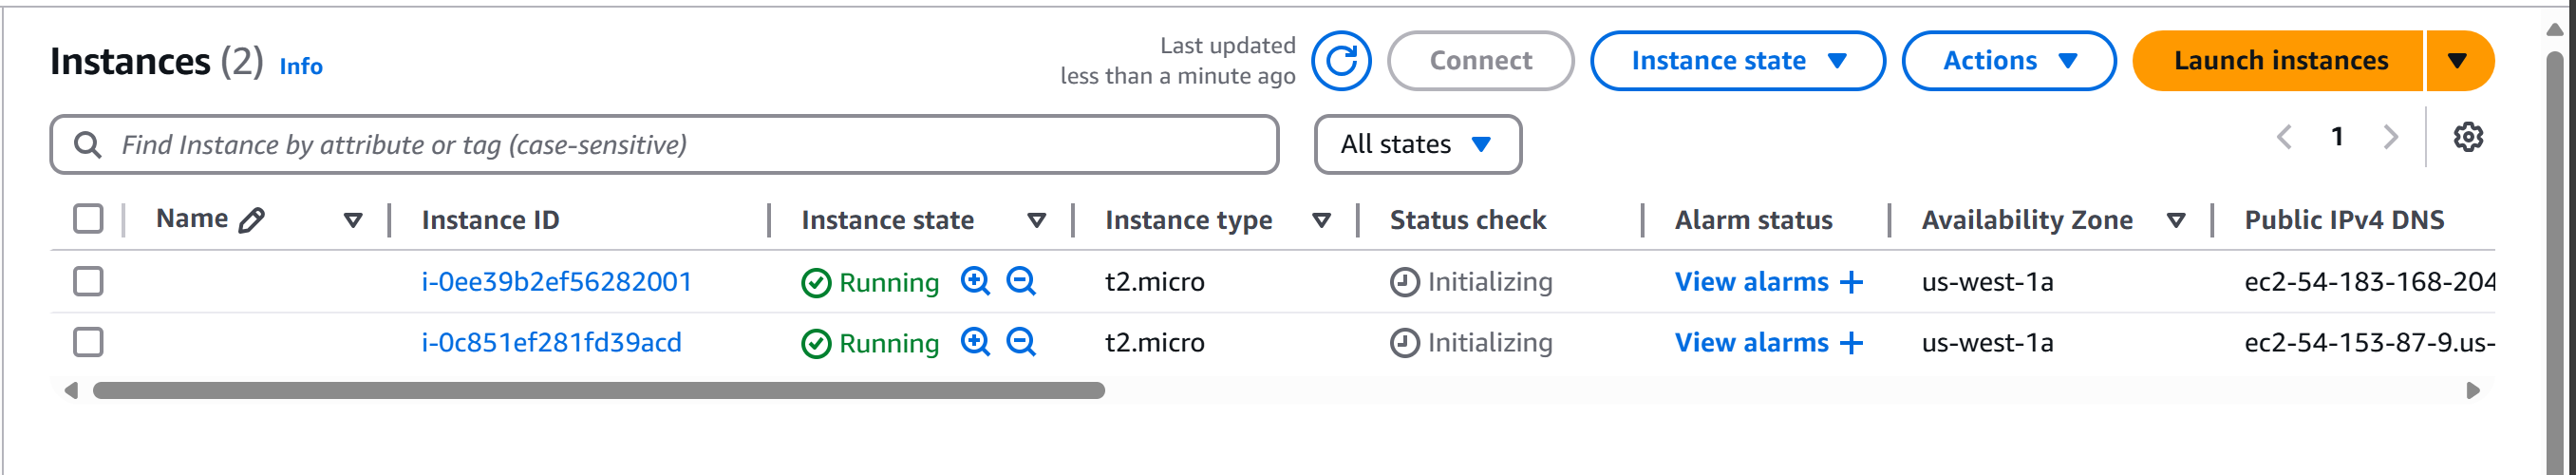 Instances (2) Info
Last updated
less than a minute ago
Connect
Instance state
Actions
Launch instances
Find Instance by attribute or tag (case-sensitive)
All states
1
Name Instance ID Instance state Instance type Status check Alarm status Availability Zone Public IPv4 DNS
i-0ee39b2ef56282001 Running t2.micro Initializing View alarms + us-west-1a ec2-54-183-168-204
i-0c851ef281fd39acd Running t2.micro Initializing View alarms + us-west-1a ec2-54-153-87-9.us-